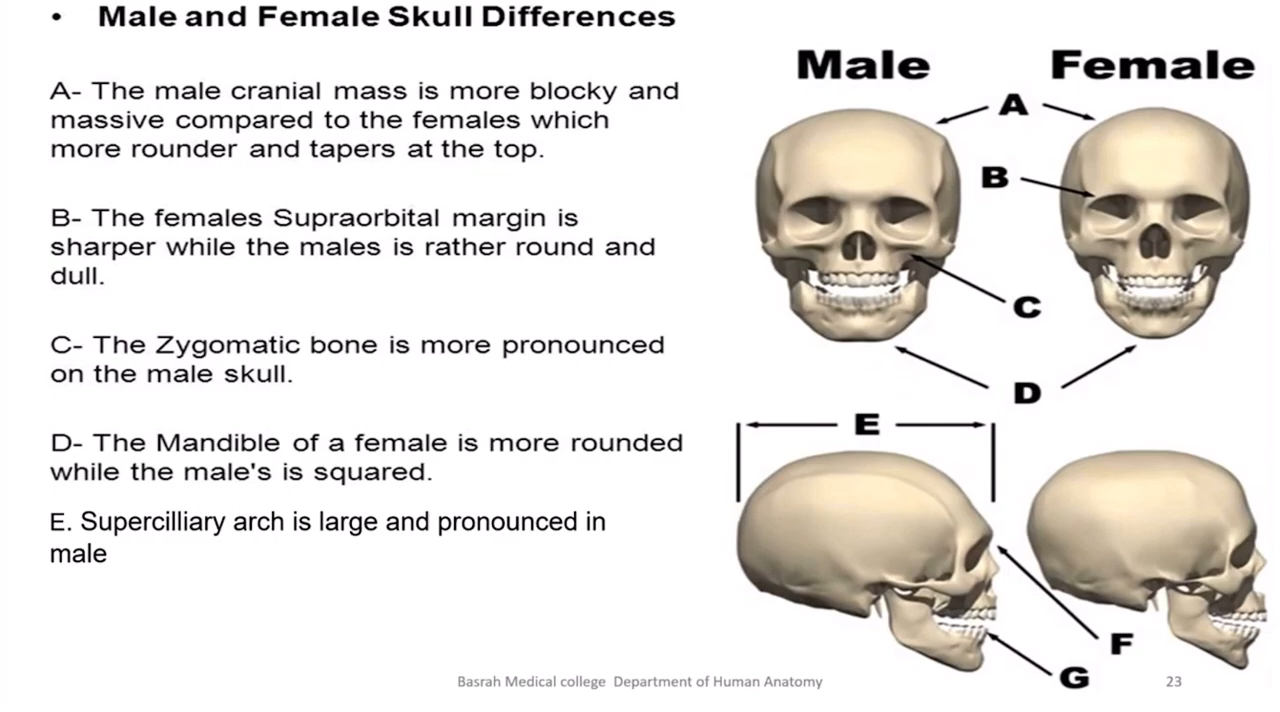 • Male and Female Skull Differences
A- The male cranial mass is more blocky and
massive compared to the females which
more rounder and tapers at the top.
B- The females Supraorbital margin is
sharper while the males is rather round and
dull.
C- The Zygomatic bone is more pronounced
on the male skull.
D- The Mandible of a female is more rounded
while the male's is squared.
E. Supercilliary arch is large and pronounced in
male
Male Female
A
B
C
D
E
F
G
Basrah Medical college Department of Human Anatomy
23